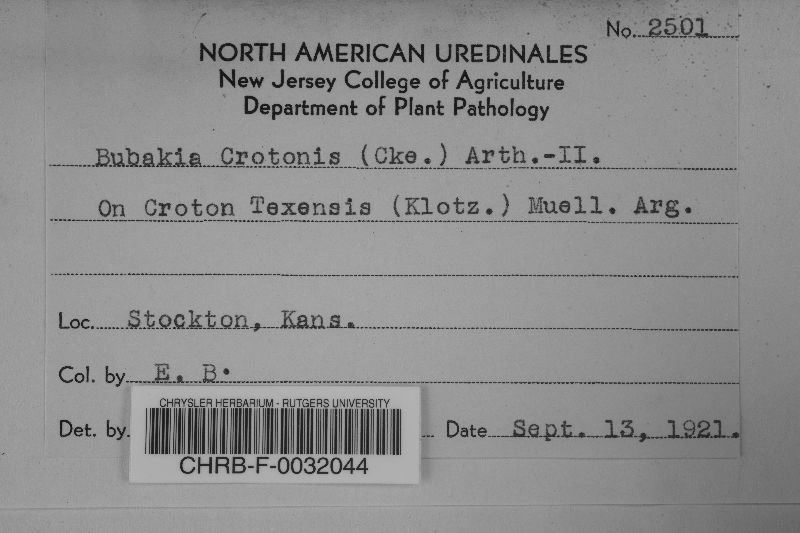 No. 2501
NORTH AMERICAN UREDINALES
New Jersey College of Agriculture
Department of Plant Pathology
Bubakia Crotonis (Cke.) Arth.-II.
On Croton Texensis (Klotz.) Muell. Arg.
Loc. Stockton, Kans.
Col. by E. B.
Det. by Date Sept. 13, 1921.
CHRYSLER HERBARIUM - RUTGERS UNIVERSITY
CHRB-F-0032044